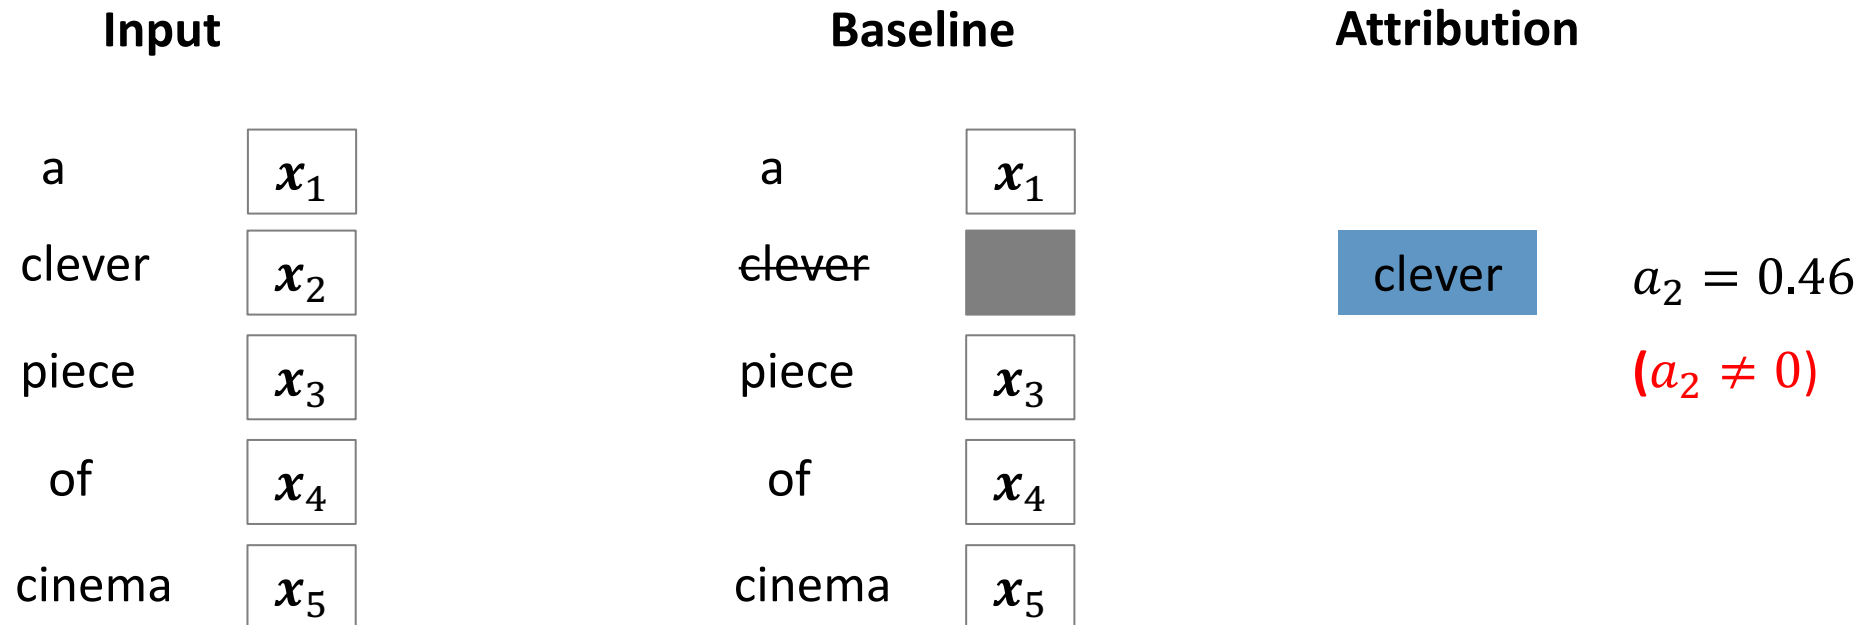 Input Baseline Attribution
a x₁ a x₁
clever x₂ clever clever a₂ = 0.46
piece x₃ piece x₃ (a₂ ≠ 0)
of x₄ of x₄
cinema x₅ cinema x₅